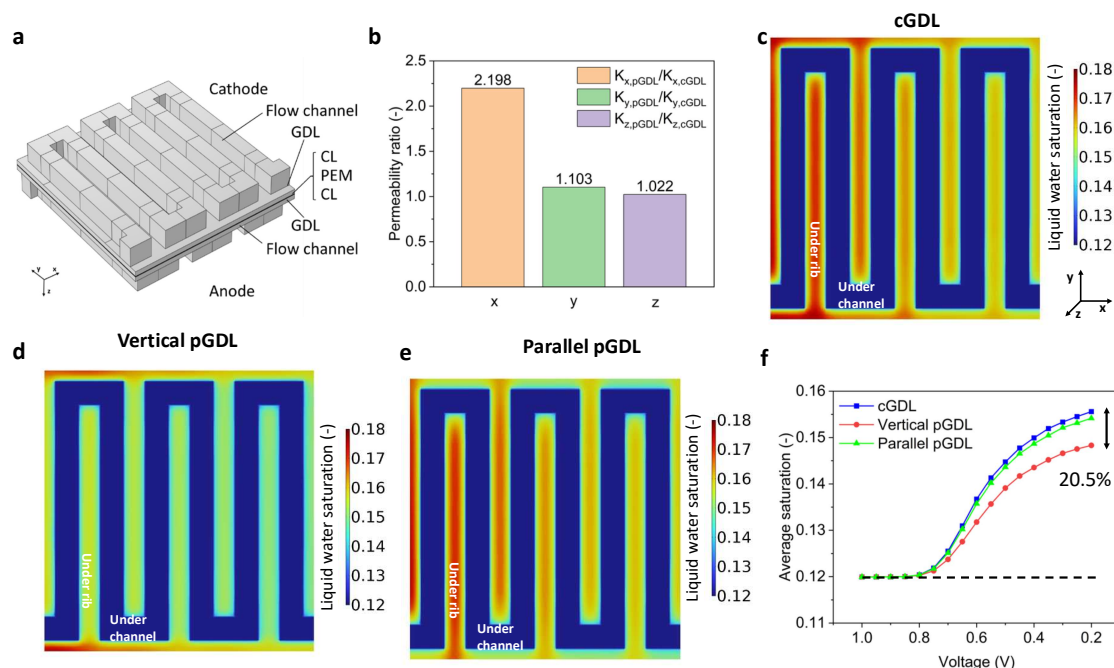 a
Cathode
Flow channel
GDL
CL
PEM
CL
GDL
Flow channel
Anode
y
x
z
b
2.5
2.0
1.5
1.0
0.5
0.0
Permeability ratio (-)
2.198
1.103
1.022
x
y
z
Kx,pGDL/Kx,cGDL
Ky,pGDL/Ky,cGDL
Kz,pGDL/Kz,cGDL
c
cGDL
Under rib
Under
channel
Liquid water saturation (-)
0.18
0.17
0.16
0.15
0.14
0.13
0.12
y
z
x
d
Vertical pGDL
Under rib
Under
channel
Liquid water saturation (-)
0.18
0.17
0.16
0.15
0.14
0.13
0.12
e
Parallel pGDL
Under rib
Under
channel
Liquid water saturation (-)
0.18
0.17
0.16
0.15
0.14
0.13
0.12
f
0.16
0.15
0.14
0.13
0.12
0.11
Average saturation (-)
cGDL
Vertical pGDL
Parallel pGDL
20.5%
1.0
0.8
0.6
0.4
0.2
Voltage (V)